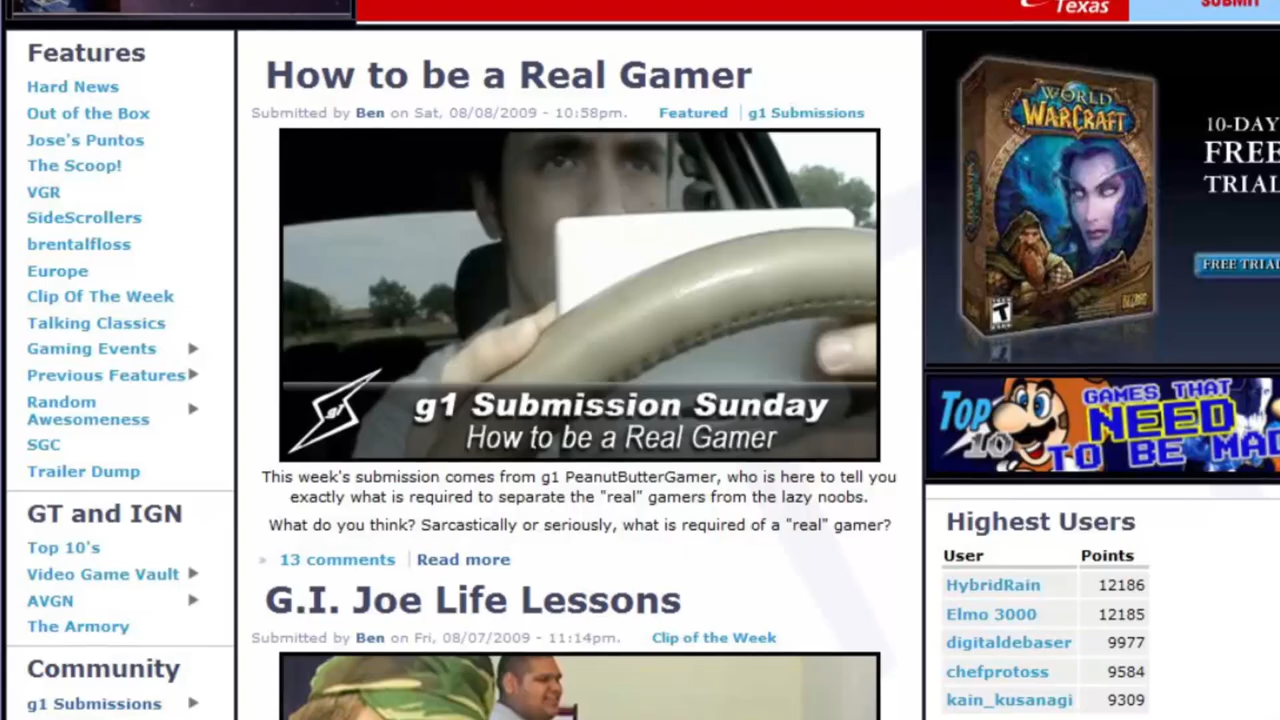 Texas
SUBMIT
Features
Hard News
Out of the Box
Jose's Puntos
The Scoop!
VGR
SideScrollers
brentalfloss
Europe
Clip Of The Week
Talking Classics
Gaming Events
Previous Features
Random
Awesomeness
SGC
Trailer Dump
GT and IGN
Top 10's
Video Game Vault
AVGN
The Armory
Community
g1 Submissions
How to be a Real Gamer
Submitted by Ben on Sat, 08/08/2009 - 10:58pm. Featured | g1 Submissions
g1
g1 Submission Sunday
How to be a Real Gamer
This week's submission comes from g1 PeanutButterGamer, who is here to tell you
exactly what is required to separate the "real" gamers from the lazy noobs.
What do you think? Sarcastically or seriously, what is required of a "real" gamer?
» 13 comments | Read more
G.I. Joe Life Lessons
Submitted by Ben on Fri, 08/07/2009 - 11:14pm. Clip of the Week
WORLD
WARCRAFT
T
BLIZZARD
10-DAY
FREE
TRIAL
FREE TRIA
TOP
10
GAMES THAT
NEED
TO BE MAD
Highest Users
User Points
HybridRain 12186
Elmo 3000 12185
digitaldebaser 9977
chefprotoss 9584
kain_kusanagi 9309